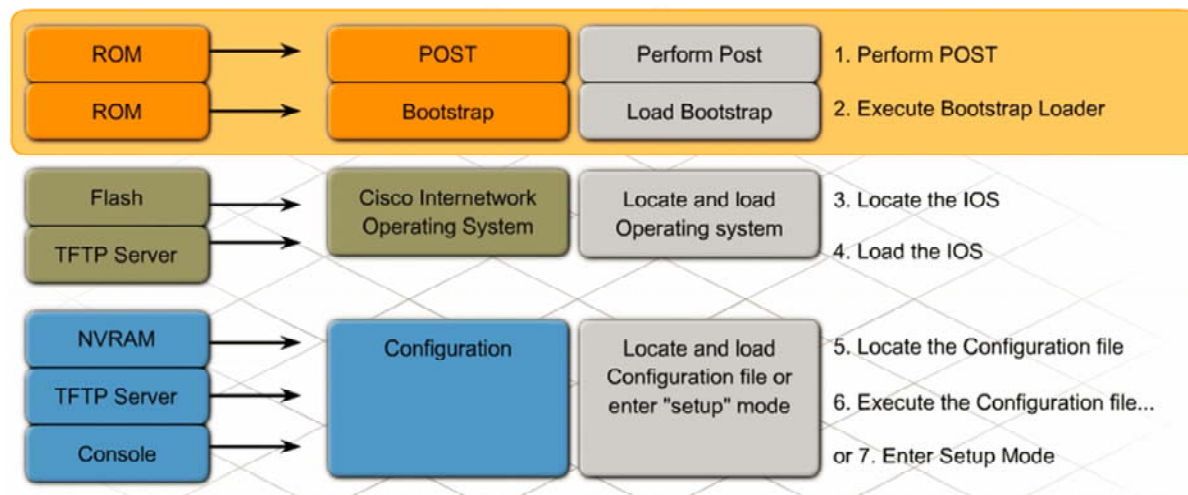 ROM
POST
Perform Post
1. Perform POST
ROM
Bootstrap
Load Bootstrap
2. Execute Bootstrap Loader
Flash
TFTP Server
Cisco Internetwork
Operating System
Locate and load
Operating system
3. Locate the IOS
4. Load the IOS
NVRAM
TFTP Server
Console
Configuration
Locate and load
Configuration file or
enter "setup" mode
5. Locate the Configuration file
6. Execute the Configuration file...
or 7. Enter Setup Mode